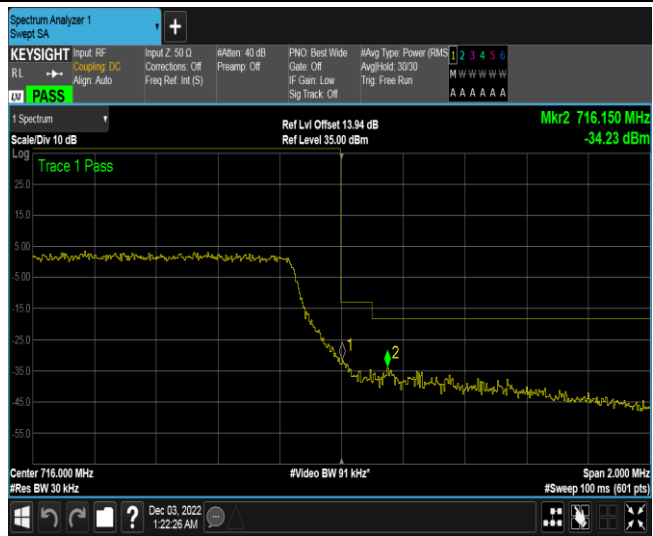 Spectrum Analyzer 1
Swept SA
+
KEYSIGHT
RL
LXI PASS
Input: RF
Coupling: DC
Align: Auto
Input Z: 50 Ω
Corrections: Off
Freq Ref: Int (S)
#Atten: 40 dB
Preamp: Off
PNO: Best Wide
Gate: Off
IF Gain: Low
Sig Track: Off
#Avg Type: Power (RMS
Avg|Hold: 30/30
Trig: Free Run
1 2 3 4 5 6
M W W W W W
A A A A A A
1 Spectrum
Scale/Div 10 dB
Ref Lvl Offset 13.94 dB
Ref Level 35.00 dBm
Mkr2 716.150 MHz
-34.23 dBm
Log
Trace 1 Pass
25.0
15.0
5.00
-5.00
-15.0
-25.0
-35.0
-45.0
-55.0
1
2
Center 716.000 MHz
#Res BW 30 kHz
#Video BW 91 kHz*
Span 2.000 MHz
#Sweep 100 ms (601 pts)
?
Dec 03, 2022
1:22:26 AM